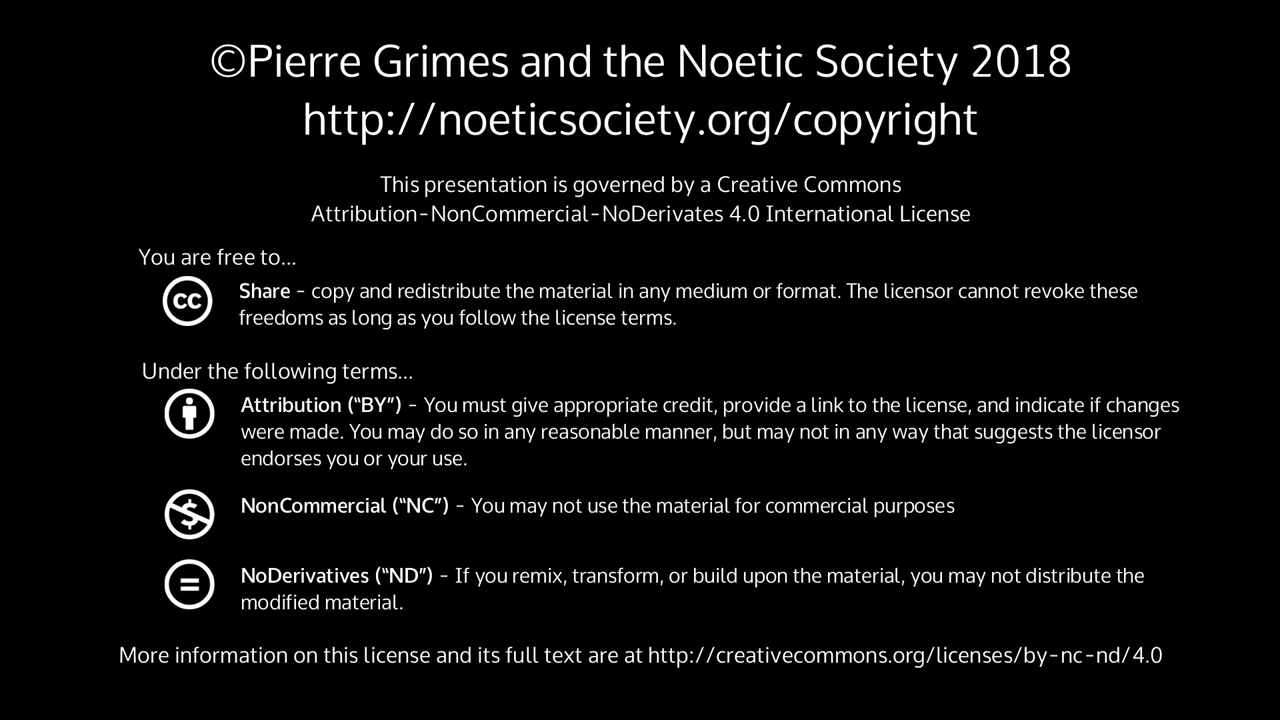 ©Pierre Grimes and the Noetic Society 2018
http://noeticsociety.org/copyright
This presentation is governed by a Creative Commons
Attribution-NonCommercial-NoDerivates 4.0 International License
You are free to...
cc
Share - copy and redistribute the material in any medium or format. The licensor cannot revoke these
freedoms as long as you follow the license terms.
Under the following terms...
Attribution (“BY”) - You must give appropriate credit, provide a link to the license, and indicate if changes
were made. You may do so in any reasonable manner, but may not in any way that suggests the licensor
endorses you or your use.
NonCommercial (“NC”) - You may not use the material for commercial purposes
NoDerivatives (“ND”) - If you remix, transform, or build upon the material, you may not distribute the
modified material.
More information on this license and its full text are at http://creativecommons.org/licenses/by-nc-nd/4.0